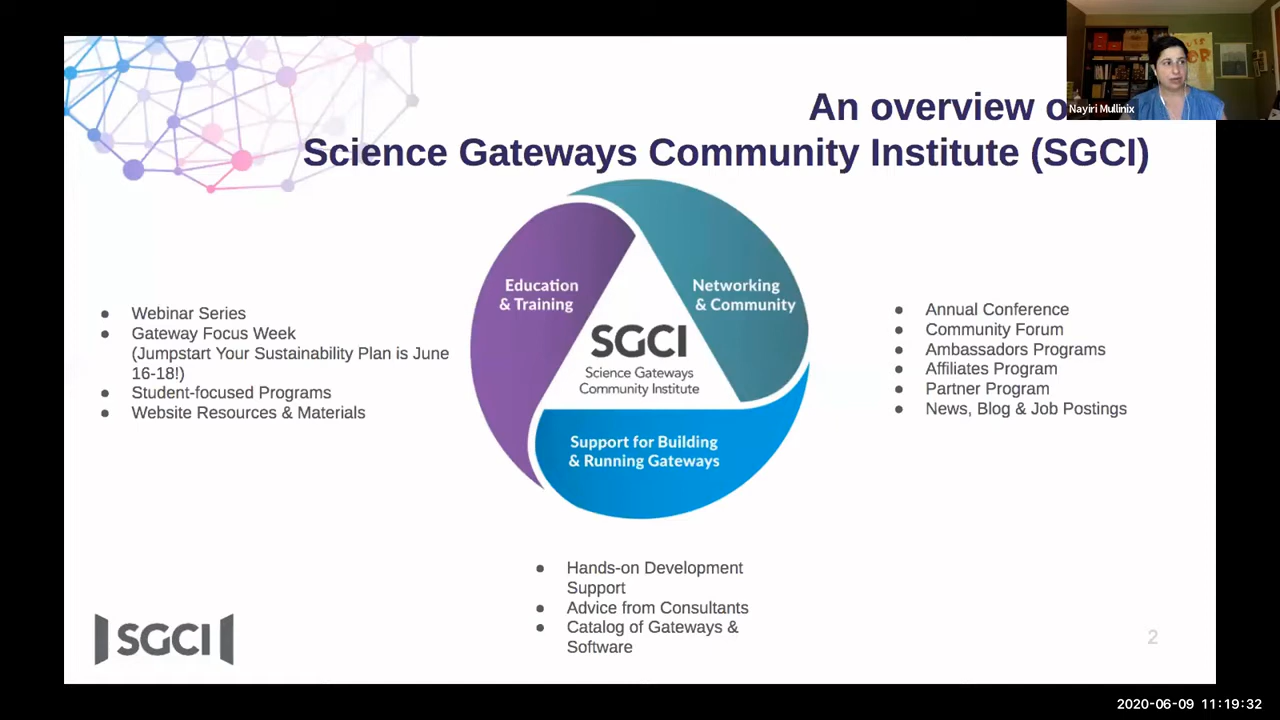 An overview o
Science Gateways Community Institute (SGCI)
Nayiri Mullinix
Education
& Training
Networking
& Community
SGCI
Science Gateways
Community Institute
Support for Building
& Running Gateways
● Webinar Series
● Gateway Focus Week
(Jumpstart Your Sustainability Plan is June
16-18!)
● Student-focused Programs
● Website Resources & Materials
● Annual Conference
● Community Forum
● Ambassadors Programs
● Affiliates Program
● Partner Program
● News, Blog & Job Postings
● Hands-on Development
Support
● Advice from Consultants
● Catalog of Gateways &
Software
SGCI
2
2020-06-09 11:19:32